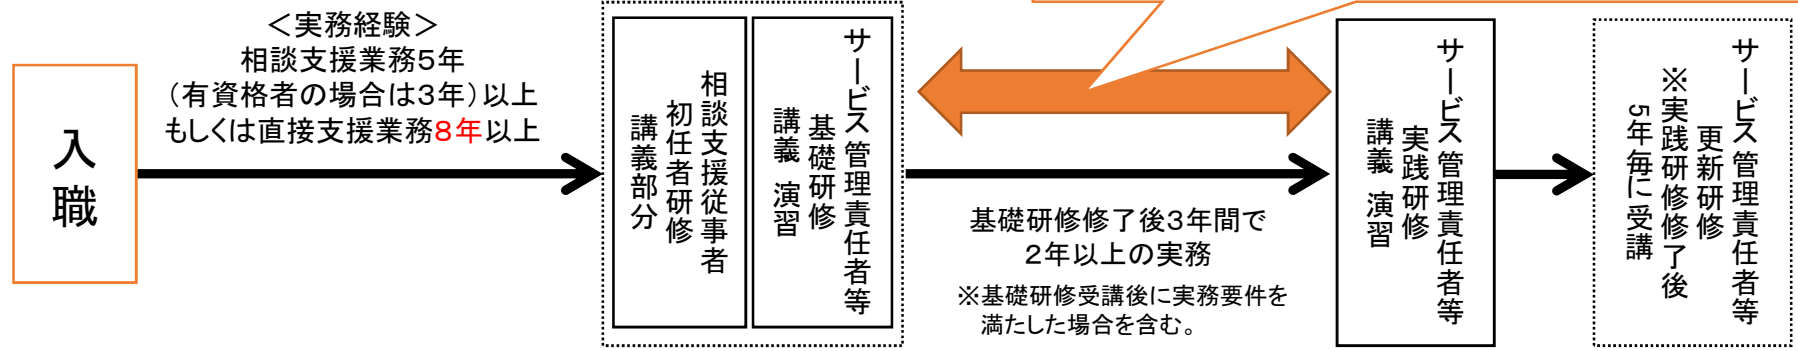 入職
＜実務経験＞
相談支援業務５年
（有資格者の場合は３年）以上
もしくは直接支援業務８年以上
相談支援従事者
初任者研修
講義部分
サービス管理責任者等
基礎研修
講義 演習
基礎研修修了後３年間で
２年以上の実務
※基礎研修受講後に実務要件を
満たした場合を含む。
サービス管理責任者等
実践研修
講義 演習
サービス管理責任者等
更新研修
※実践研修修了後
５年毎に受講